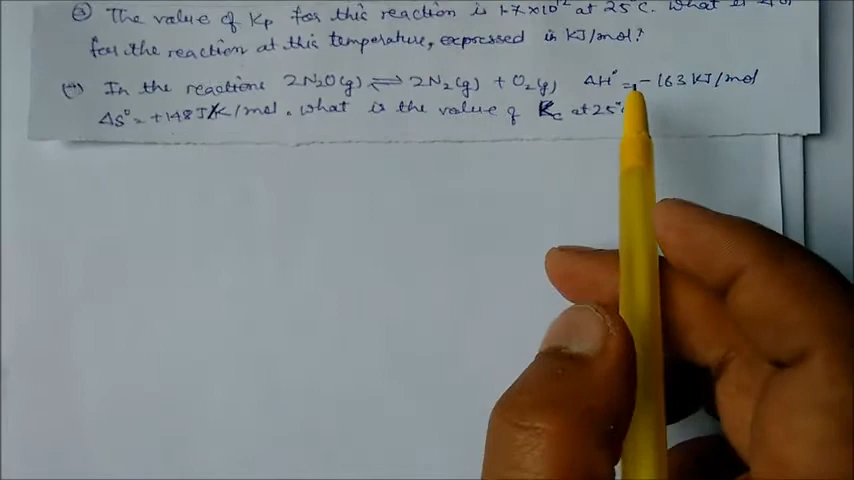 ③ The value of Kp for this reaction is 1.7×10¹² at 25°C. What is
for the reaction at this temperature, expressed in KJ/mol?
(4) In the reactions 2N2O(g) ⇌ 2N2(g) + O2(g) ΔH° = -163 KJ/mol
ΔS° = +148 J/K/mol. what is the value of Kc at 25°